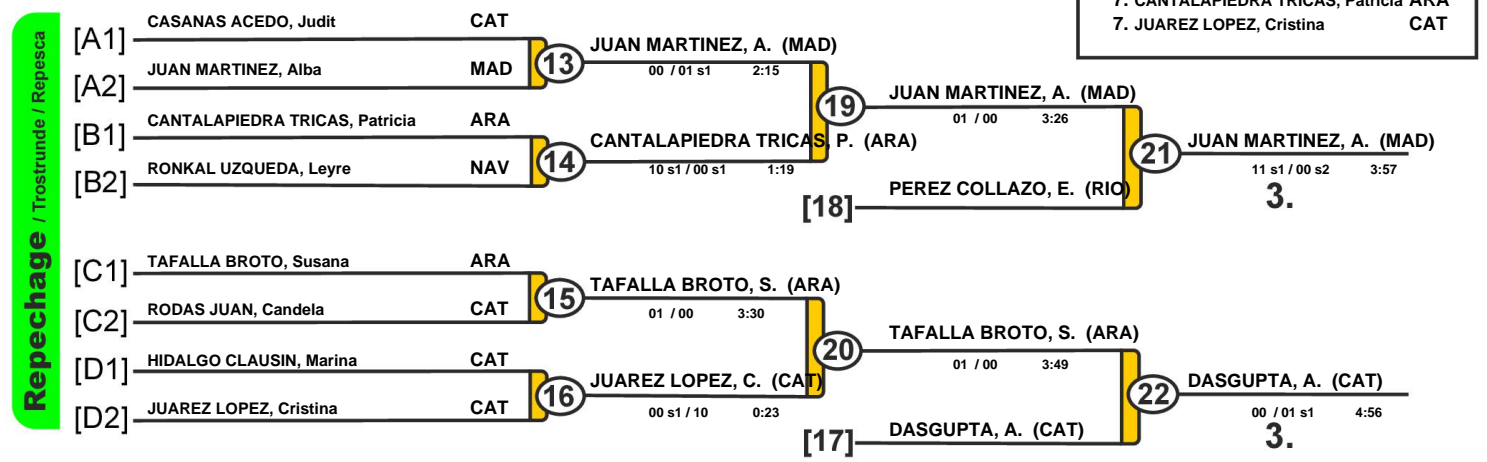 7. CANTALAPIEDRA TRICAS, Patricia ARA
7. JUAREZ LOPEZ, Cristina CAT
Repechage / Trostrunde / Repesca
[A1] CASANAS ACEDO, Judit CAT
[A2] JUAN MARTINEZ, Alba MAD
13
JUAN MARTINEZ, A. (MAD)
00 / 01 s1 2:15
[B1] CANTALAPIEDRA TRICAS, Patricia ARA
[B2] RONKAL UZQUEDA, Leyre NAV
14
CANTALAPIEDRA TRICAS, P. (ARA)
10 s1 / 00 s1 1:19
19
JUAN MARTINEZ, A. (MAD)
01 / 00 3:26
[18] PEREZ COLLAZO, E. (RIO)
21
JUAN MARTINEZ, A. (MAD)
11 s1 / 00 s2 3:57
3.
[C1] TAFALLA BROTO, Susana ARA
[C2] RODAS JUAN, Candela CAT
15
TAFALLA BROTO, S. (ARA)
01 / 00 3:30
[D1] HIDALGO CLAUSIN, Marina CAT
[D2] JUAREZ LOPEZ, Cristina CAT
16
JUAREZ LOPEZ, C. (CAT)
00 s1 / 10 0:23
20
TAFALLA BROTO, S. (ARA)
01 / 00 3:49
[17] DASGUPTA, A. (CAT)
22
DASGUPTA, A. (CAT)
00 / 01 s1 4:56
3.